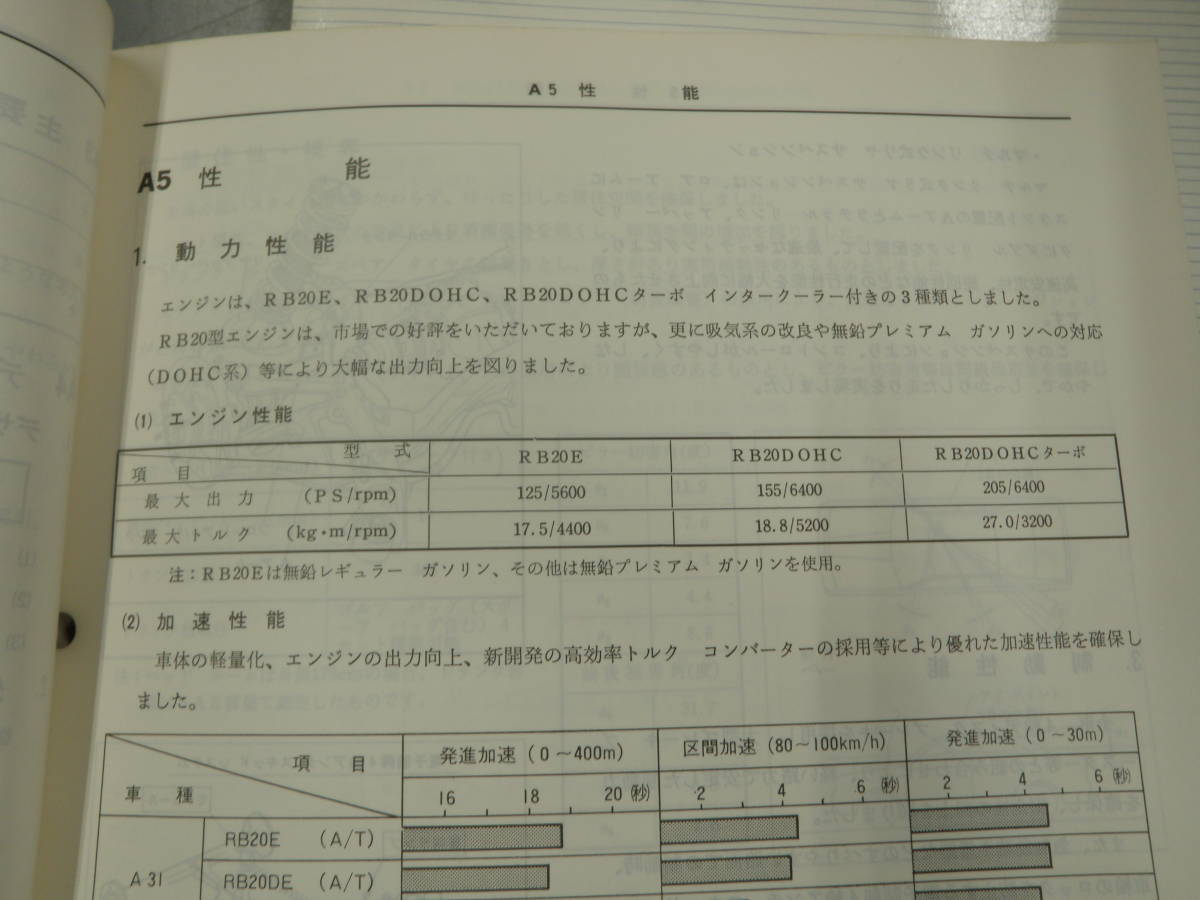 A5 性 能
A5 性 能
1. 動力性能
エンジンは、RB20E、RB20DOHC、RB20DOHCターボ インタークーラー付きの3種類としました。
RB20型エンジンは、市場での好評をいただいておりますが、更に吸気系の改良や無鉛プレミアム ガソリンへの対応
(DOHC系)等により大幅な出力向上を図りました。
(1) エンジン性能
項目 型式 RB20E RB20DOHC RB20DOHCターボ
最大出力 (PS/rpm) 125/5600 155/6400 205/6400
最大トルク (kg・m/rpm) 17.5/4400 18.8/5200 27.0/3200
注:RB20Eは無鉛レギュラー ガソリン、その他は無鉛プレミアム ガソリンを使用。
(2) 加速性能
車体の軽量化、エンジンの出力向上、新開発の高効率トルク コンバーターの採用等により優れた加速性能を確保し
ました。
車種 項目 発進加速 (0~400m) 区間加速 (80~100km/h) 発進加速 (0~30m)
16 18 20 (秒) 2 4 6 (秒) 2 4 6 (秒)
A31 RB20E (A/T)
RB20DE (A/T)